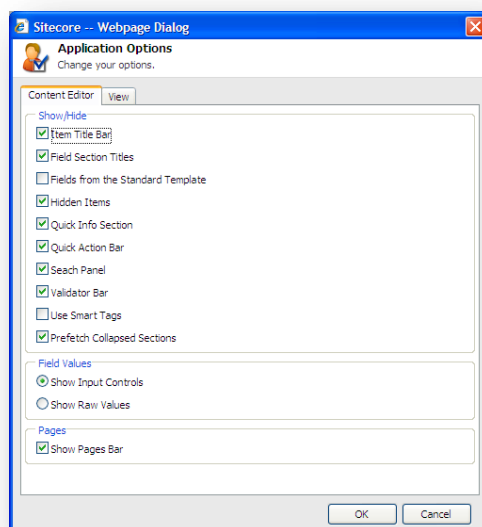 Sitecore -- Webpage Dialog
Application Options
Change your options.
Content Editor
View
Show/Hide
Item Title Bar
Field Section Titles
Fields from the Standard Template
Hidden Items
Quick Info Section
Quick Action Bar
Seach Panel
Validator Bar
Use Smart Tags
Prefetch Collapsed Sections
Field Values
Show Input Controls
Show Raw Values
Pages
Show Pages Bar
OK
Cancel